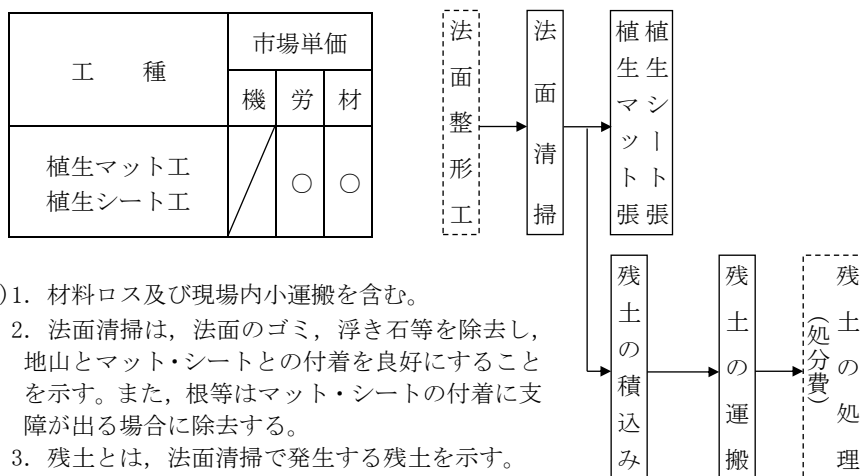 工　種
市場単価
機
労
材
植生マット工
植生シート工
○
○
法面整形工
法面清掃
植生シート張
植生マット張
残土の積込み
残土の運搬
残土の処理
(処分費)
)1. 材料ロス及び現場内小運搬を含む。
2. 法面清掃は，法面のゴミ，浮き石等を除去し，
地山とマット・シートとの付着を良好にすること
を示す。また，根等はマット・シートの付着に支
障が出る場合に除去する。
3. 残土とは，法面清掃で発生する残土を示す。